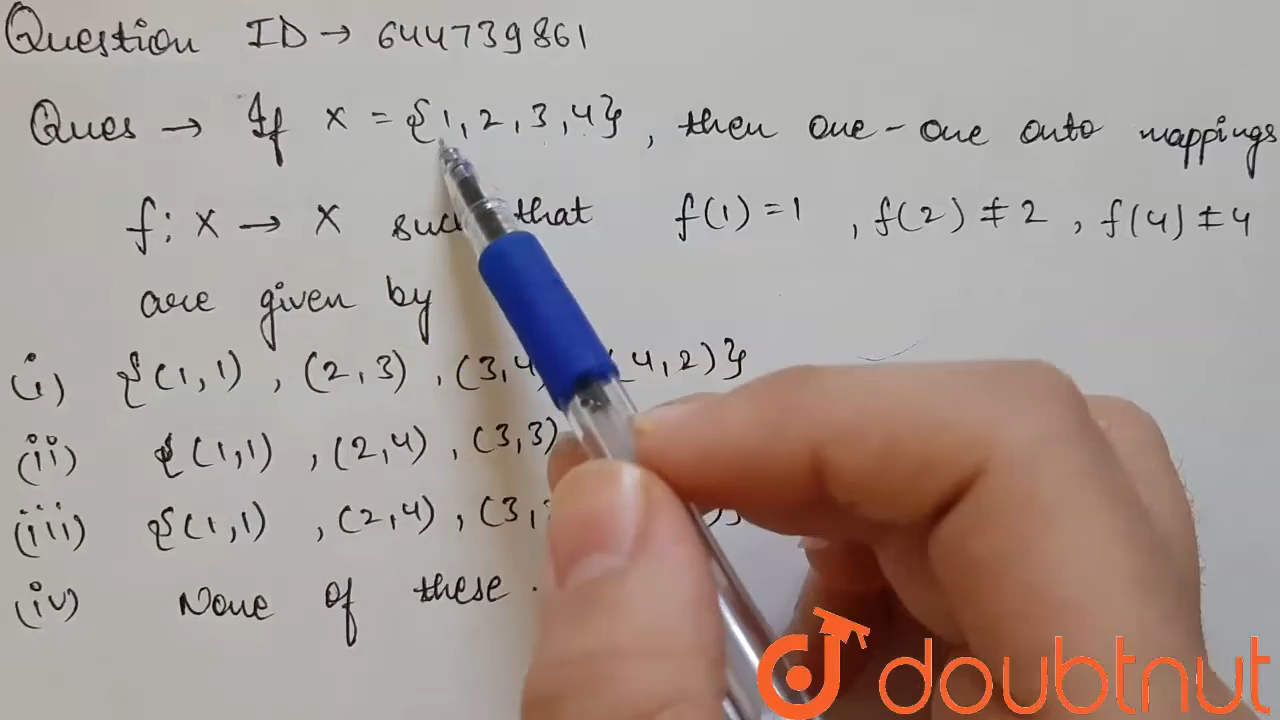 Question ID → 644739861
Ques → If x = {1, 2, 3, 4}, then one-one onto mappings
f: x → x that f(1) = 1, f(2) ≠ 2, f(4) ≠ 4
are given by
(i) {(1,1), (2,3), (3,4) (4,2)}
(ii) {(1,1), (2,4), (3,3)
(iii) {(1,1), (2,4), (3,
(iv) None of these.
doubtnut